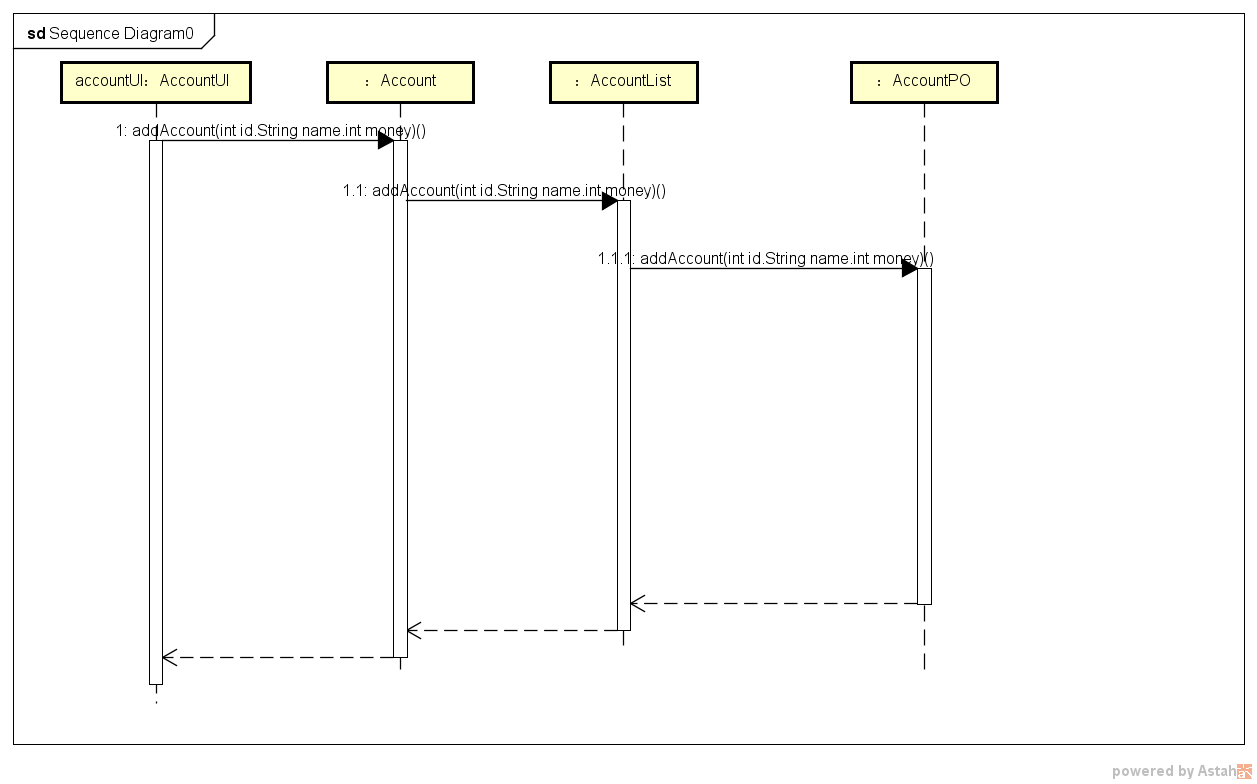 sd Sequence Diagram0
accountUI：AccountUI
：Account
：AccountList
：AccountPO
1: addAccount(int id.String name.int money)()
1.1: addAccount(int id.String name.int money)()
1.1.1: addAccount(int id.String name.int money)()
powered by Astah